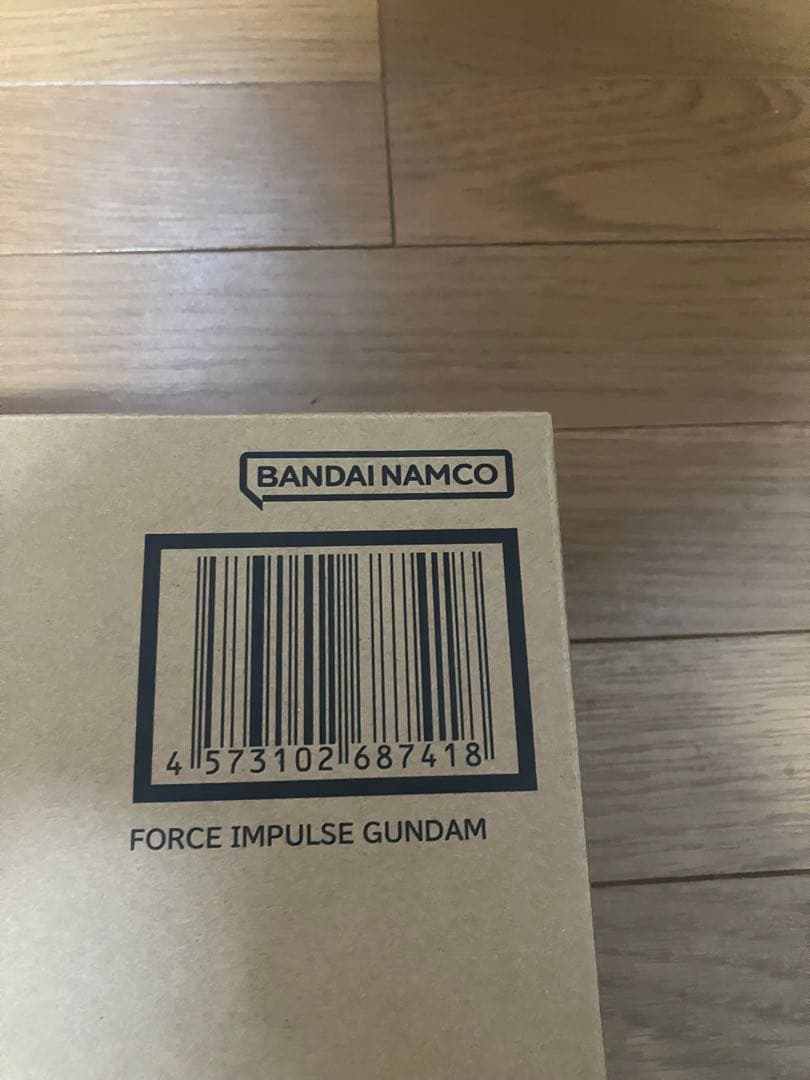 BANDAI NAMCO
4 573102 687418
FORCE IMPULSE GUNDAM